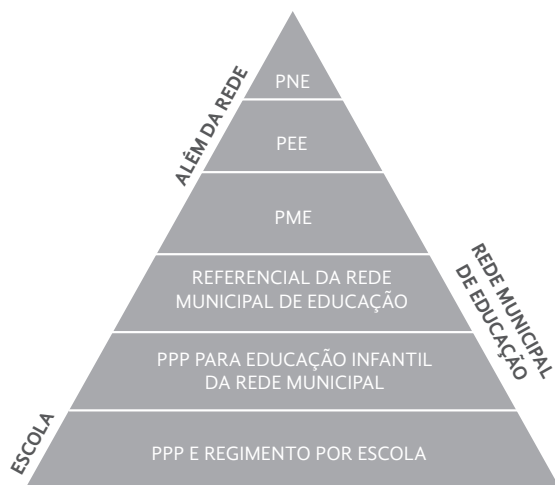 ALÉM DA REDE
PNE
PEE
PME
REFERENCIAL DA REDE
MUNICIPAL DE EDUCAÇÃO
REDE MUNICIPAL
DE EDUCAÇÃO
PPP PARA EDUCAÇÃO INFANTIL
DA REDE MUNICIPAL
ESCOLA
PPP E REGIMENTO POR ESCOLA